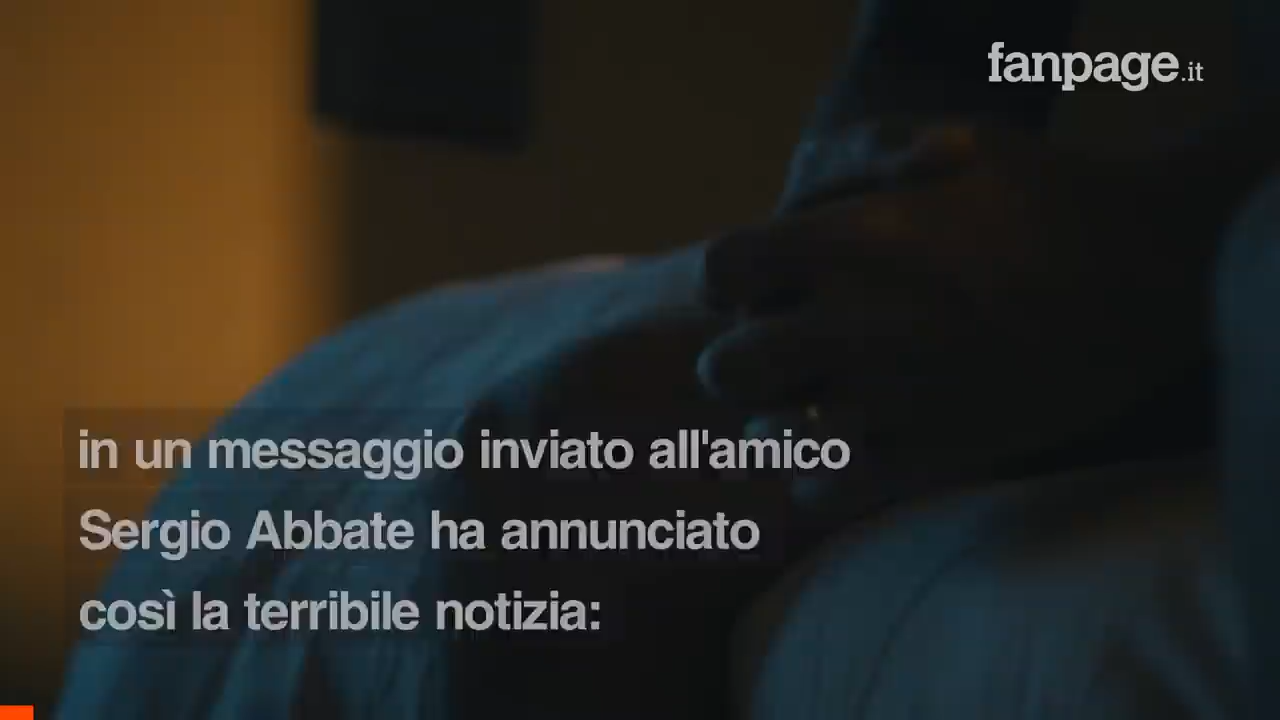 fanpage.it
in un messaggio inviato all'amico
Sergio Abbate ha annunciato
così la terribile notizia: